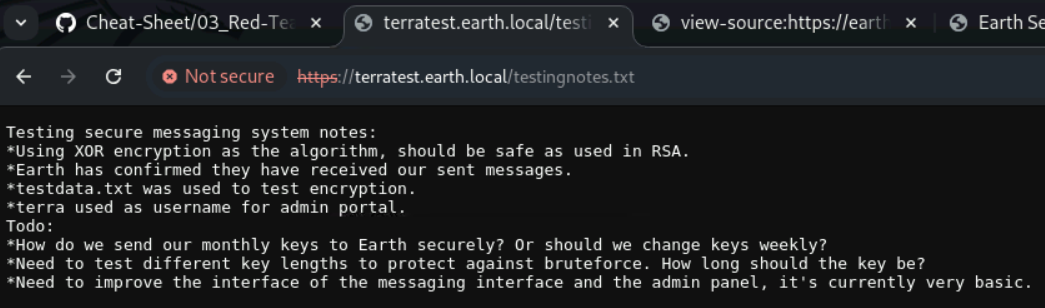 Cheat-Sheet/03_Red-Tea
terratest.earth.local/testi
view-source:https://earth
Earth Se
Not secure
https://terratest.earth.local/testingnotes.txt
Testing secure messaging system notes:
*Using XOR encryption as the algorithm, should be safe as used in RSA.
*Earth has confirmed they have received our sent messages.
*testdata.txt was used to test encryption.
*terra used as username for admin portal.
Todo:
*How do we send our monthly keys to Earth securely? Or should we change keys weekly?
*Need to test different key lengths to protect against bruteforce. How long should the key be?
*Need to improve the interface of the messaging interface and the admin panel, it's currently very basic.